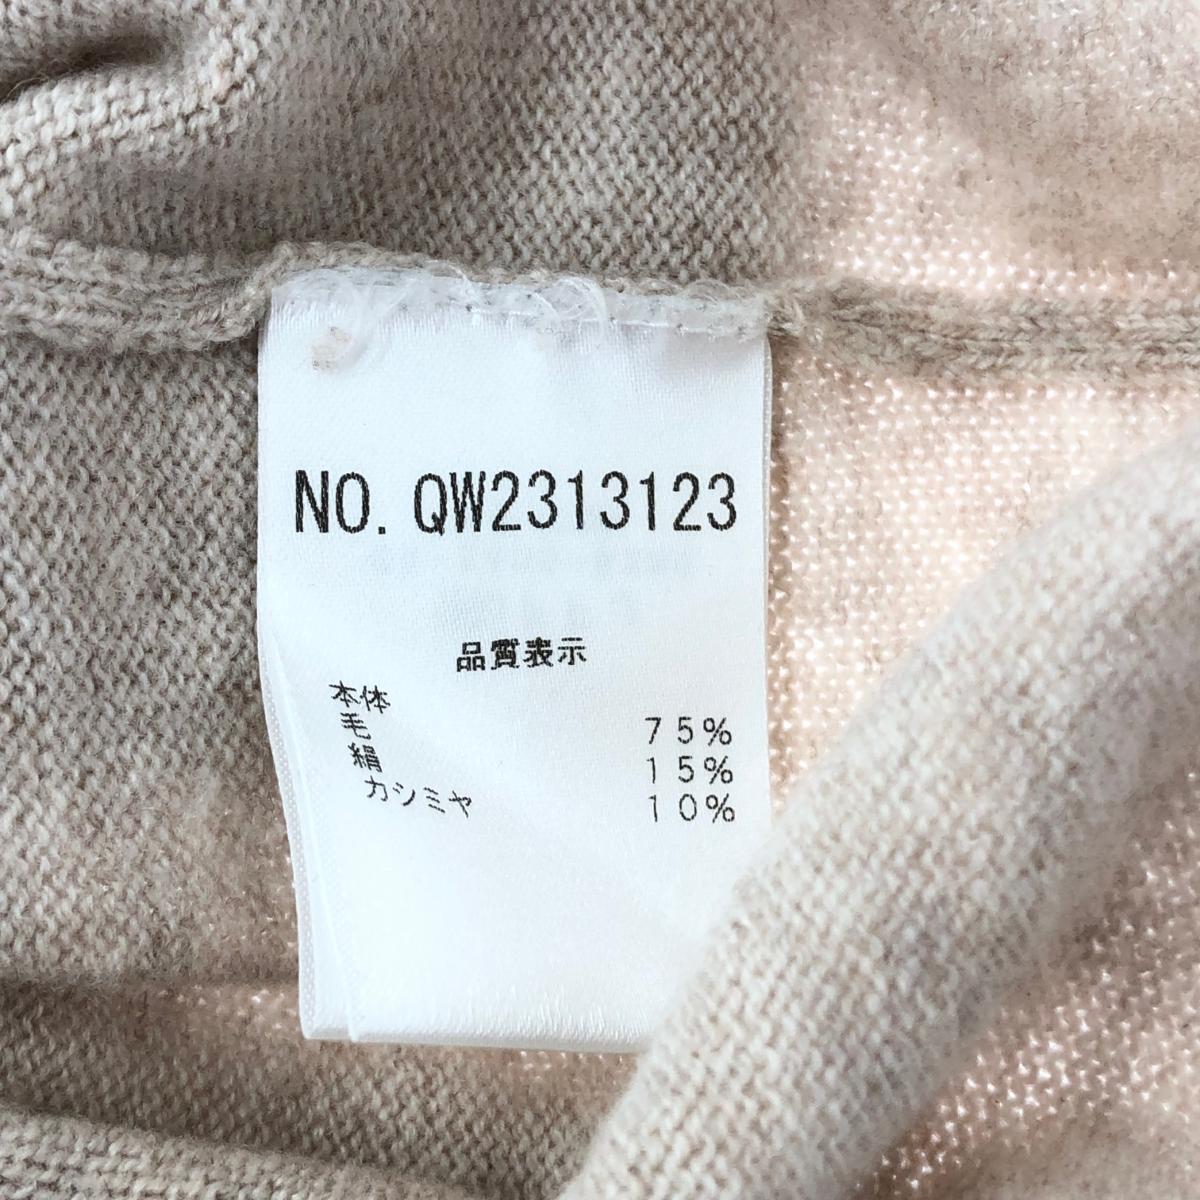 NO. QW2313123
品質表示
本体
毛 75%
絹 15%
カシミヤ 10%